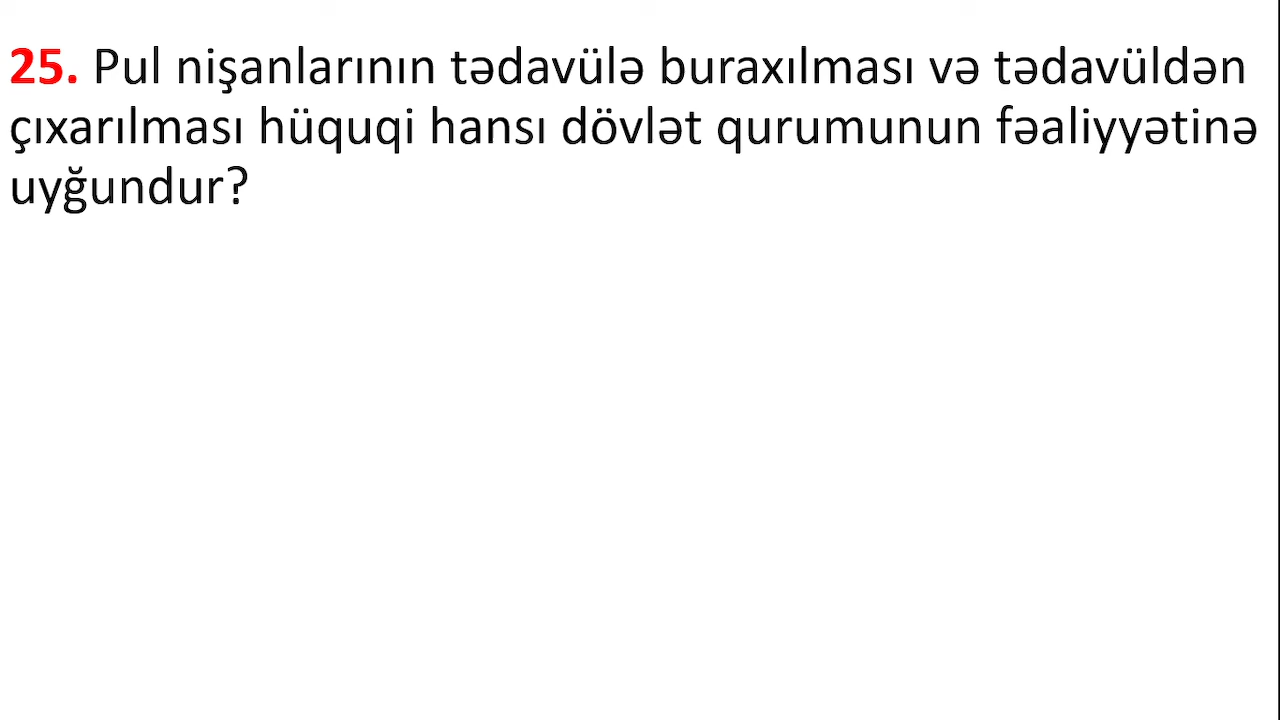 25. Pul nişanlarının tədavülə buraxılması və tədavüldən
çıxarılması hüquqi hansı dövlət qurumunun fəaliyyətinə
uyğundur?